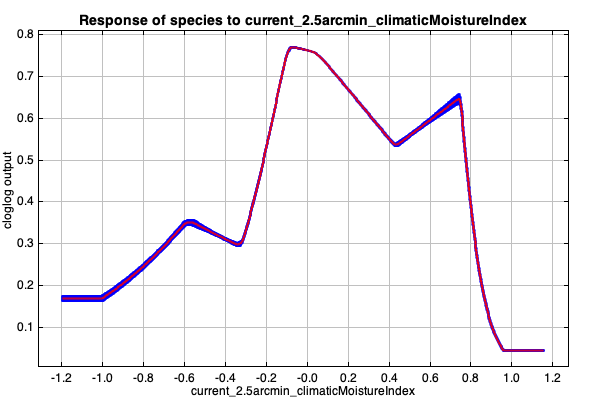 Response of species to current_2.5arcmin_climaticMoistureIndex
cloglog output
0.8
0.7
0.6
0.5
0.4
0.3
0.2
0.1
-1.2 -1.0 -0.8 -0.6 -0.4 -0.2 -0.0 0.2 0.4 0.6 0.8 1.0 1.2
current_2.5arcmin_climaticMoistureIndex